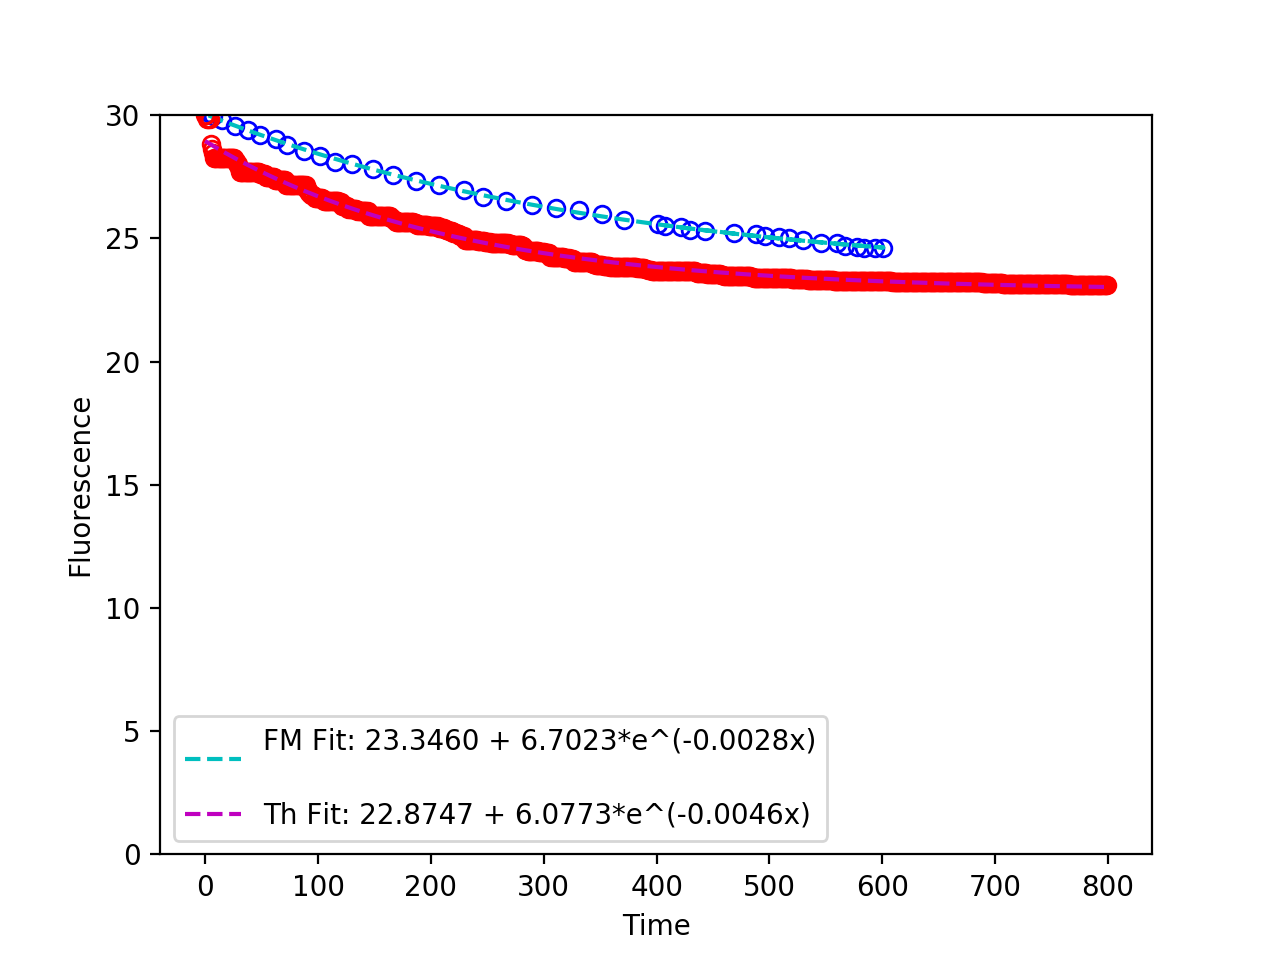 30
25
20
15
10
5
0
Fluorescence
FM Fit: 23.3460 + 6.7023*e^(-0.0028x)
Th Fit: 22.8747 + 6.0773*e^(-0.0046x)
0 100 200 300 400 500 600 700 800
Time